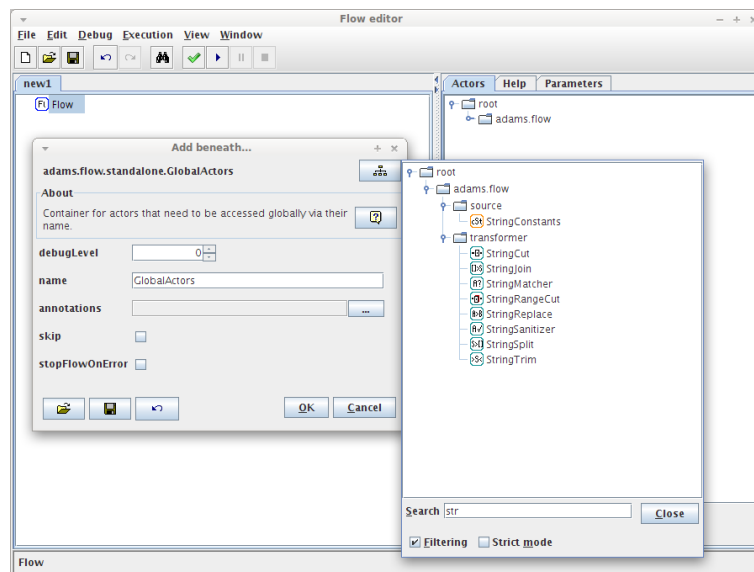 Flow editor
File Edit Debug Execution View Window
new1
Flow
Actors Help Parameters
root
adams.flow
Add beneath...
adams.flow.standalone.GlobalActors
About
Container for actors that need to be accessed globally via their
name.
debugLevel 0
name GlobalActors
annotations ...
skip
stopFlowOnError
OK Cancel
root
adams.flow
source
cSt StringConstants
transformer
StringCut
StringJoin
StringMatcher
StringRangeCut
StringReplace
StringSanitizer
StringSplit
StringTrim
Search str Close
Filtering Strict mode
Flow